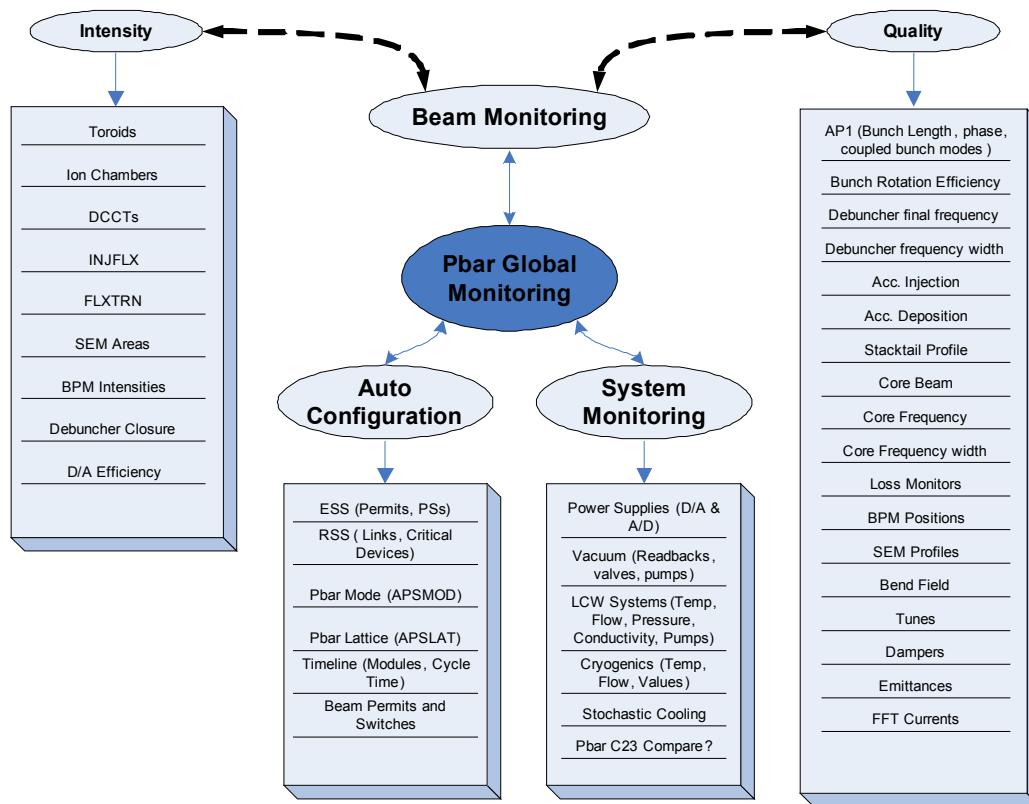 Intensity
Quality
Beam Monitoring
Pbar Global
Monitoring
Auto
Configuration
System
Monitoring
Toroids
Ion Chambers
DCCTs
INJFLX
FLXTRN
SEM Areas
BPM Intensities
Debuncher Closure
D/A Efficiency
ESS (Permits, PSs)
RSS ( Links, Critical
Devices)
Pbar Mode (APSMOD)
Pbar Lattice (APSLAT)
Timeline (Modules, Cycle
Time)
Beam Permits and
Switches
Power Supplies (D/A &
A/D)
Vacuum (Readbacks,
valves, pumps)
LCW Systems (Temp,
Flow, Pressure,
Conductivity, Pumps)
Cryogenics (Temp,
Flow, Values)
Stochastic Cooling
Pbar C23 Compare?
AP1 (Bunch Length, phase,
coupled bunch modes )
Bunch Rotation Efficiency
Debuncher final frequency
Debuncher frequency width
Acc. Injection
Acc. Deposition
Stacktail Profile
Core Beam
Core Frequency
Core Frequency width
Loss Monitors
BPM Positions
SEM Profiles
Bend Field
Tunes
Dampers
Emittances
FFT Currents